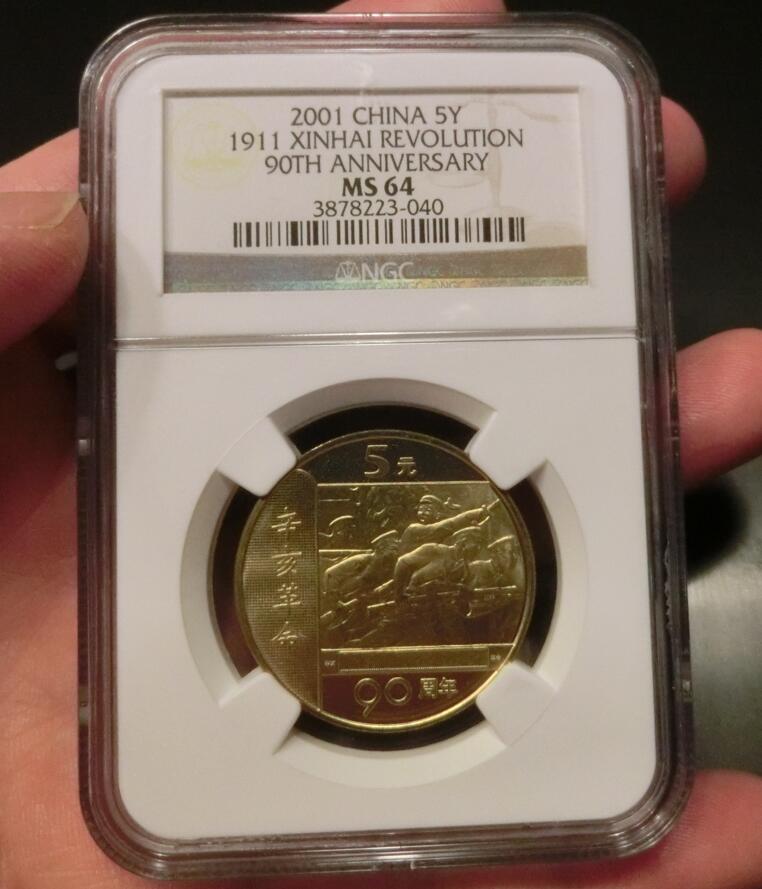 2001 CHINA 5Y
1911 XINHAI REVOLUTION
90TH ANNIVERSARY
MS 64
3878223-040
NGC
5元
辛亥革命
90周年